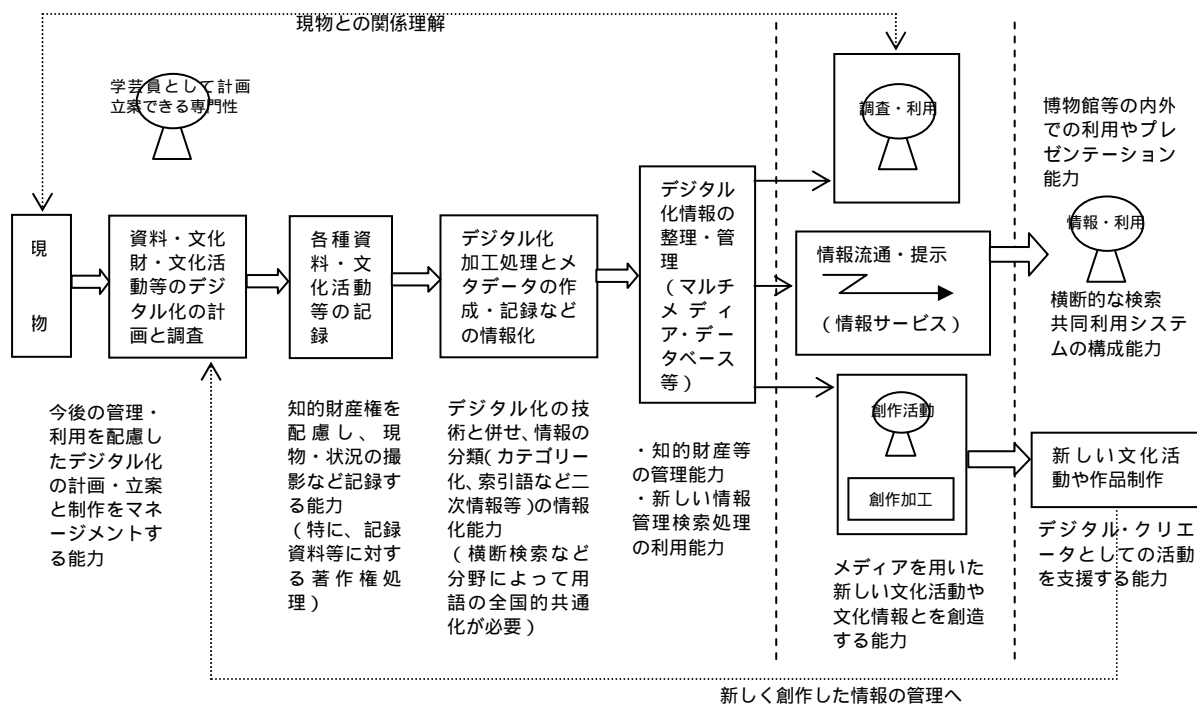 現物との関係理解
学芸員として計画
立案できる専門性
調査・利用
博物館等の内外
での利用やプレ
ゼンテーション
能力
情報・利用
横断的な検索
共同利用システ
ムの構成能力
現
物
資料・文化
財・文化活
動等のデジ
タル化の計
画と調査
各種資
料・文
化活動
等の記
録
デジタル化
加工処理とメ
タデータの作
成・記録など
の情報化
デジタル
化情報の
整理・管
理
(マルチ
メディ
ア・デー
タベース
等)
情報流通・提示
(情報サービス)
創作活動
創作加工
新しい文化活
動や作品制作
今後の管理・
利用を配慮し
たデジタル化
の計画・立案
と制作をマネ
ージメントす
る能力
知的財産権を
配慮し、現
物・状況の撮
影など記録す
る能力
(特に、記録
資料等に対す
る著作権処
理)
デジタル化の技
術と併せ、情報の
分類(カテゴリー
化、索引語など二
次情報等)の情報
化能力
(横断検索など
分野によって用
語の全国的共通
化が必要)
・知的財産等
の管理能力
・新しい情報
管理検索処理
の利用能力
メディアを用いた
新しい文化活動や
文化情報とを創造
する能力
デジタル・クリエ
ータとしての活動
を支援する能力
新しく創作した情報の管理へ